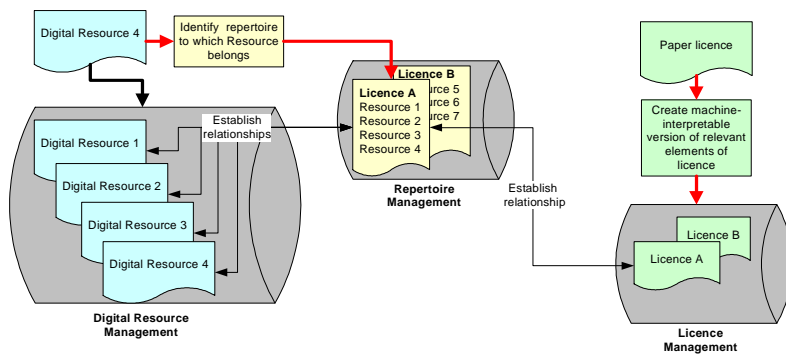 Digital Resource 4
Identify repertoire
to which Resource
belongs
Paper licence
Licence B
ource 5
ource 6
ource 7
Licence A
Resource 1
Resource 2
Resource 3
Resource 4
Establish
relationships
Digital Resource 1
Digital Resource 2
Digital Resource 3
Digital Resource 4
Create machine-
interpretable
version of relevant
elements of
licence
Repertoire
Management
Establish
relationship
Licence B
Licence A
Digital Resource
Management
Licence
Management